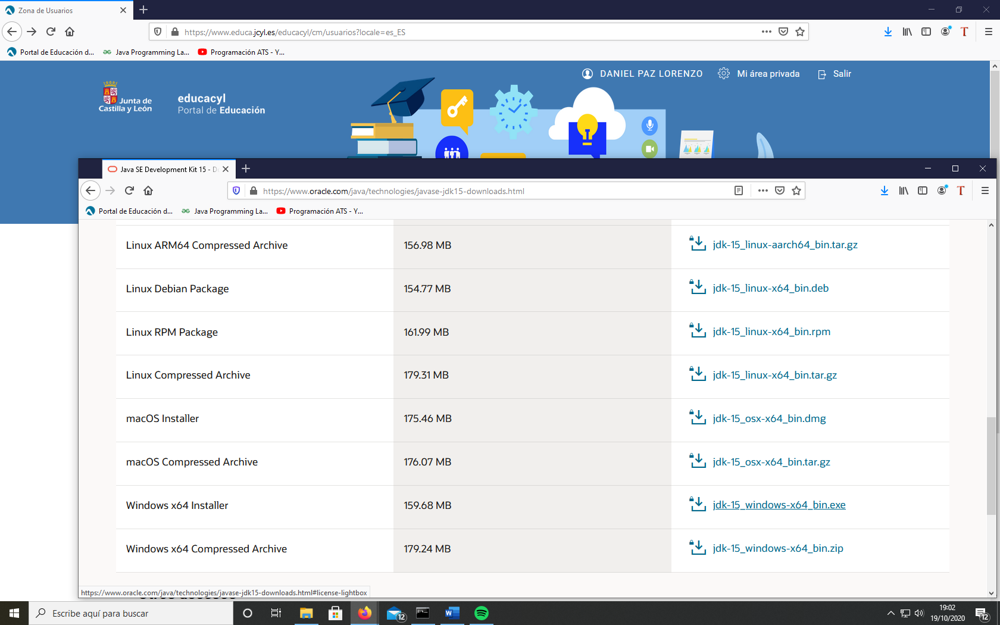 Zona de Usuarios
https://www.educa.jcyl.es/educacyl/cm/usuarios?locale=es_ES
Portal de Educación d...
Java Programming La...
Programación ATS - Y...
DANIEL PAZ LORENZO
Mi área privada
Salir
Junta de
Castilla y León
educacyl
Portal de Educación
Java SE Development Kit 15 - D
https://www.oracle.com/java/technologies/javase-jdk15-downloads.html
Portal de Educación d...
Java Programming La...
Programación ATS - Y...
Linux ARM64 Compressed Archive 156.98 MB jdk-15_linux-aarch64_bin.tar.gz
Linux Debian Package 154.77 MB jdk-15_linux-x64_bin.deb
Linux RPM Package 161.99 MB jdk-15_linux-x64_bin.rpm
Linux Compressed Archive 179.31 MB jdk-15_linux-x64_bin.tar.gz
macOS Installer 175.46 MB jdk-15_osx-x64_bin.dmg
macOS Compressed Archive 176.07 MB jdk-15_osx-x64_bin.tar.gz
Windows x64 Installer 159.68 MB jdk-15_windows-x64_bin.exe
Windows x64 Compressed Archive 179.24 MB jdk-15_windows-x64_bin.zip
https://www.oracle.com/java/technologies/javase-jdk15-downloads.html#license-lightbox
Escribe aquí para buscar
12
19:02
19/10/2020
12